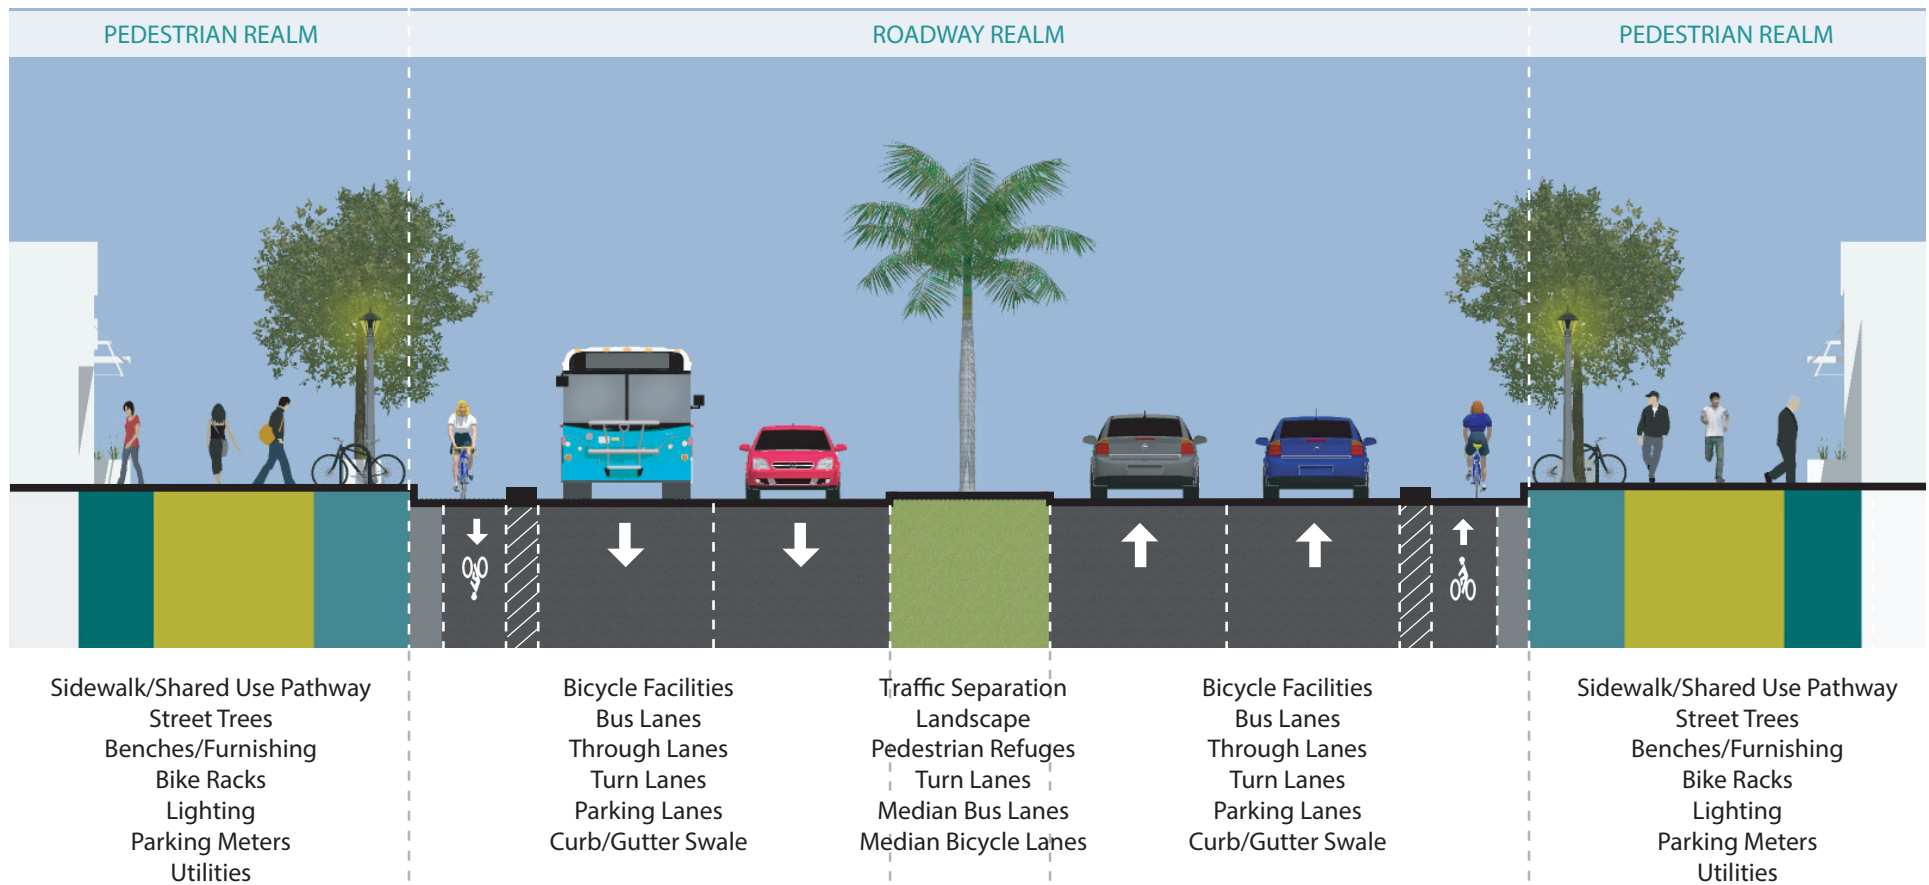 PEDESTRIAN REALM
ROADWAY REALM
PEDESTRIAN REALM
Sidewalk/Shared Use Pathway
Street Trees
Benches/Furnishing
Bike Racks
Lighting
Parking Meters
Utilities
Bicycle Facilities
Bus Lanes
Through Lanes
Turn Lanes
Parking Lanes
Curb/Gutter Swale
Traffic Separation
Landscape
Pedestrian Refuges
Turn Lanes
Median Bus Lanes
Median Bicycle Lanes
Bicycle Facilities
Bus Lanes
Through Lanes
Turn Lanes
Parking Lanes
Curb/Gutter Swale
Sidewalk/Shared Use Pathway
Street Trees
Benches/Furnishing
Bike Racks
Lighting
Parking Meters
Utilities